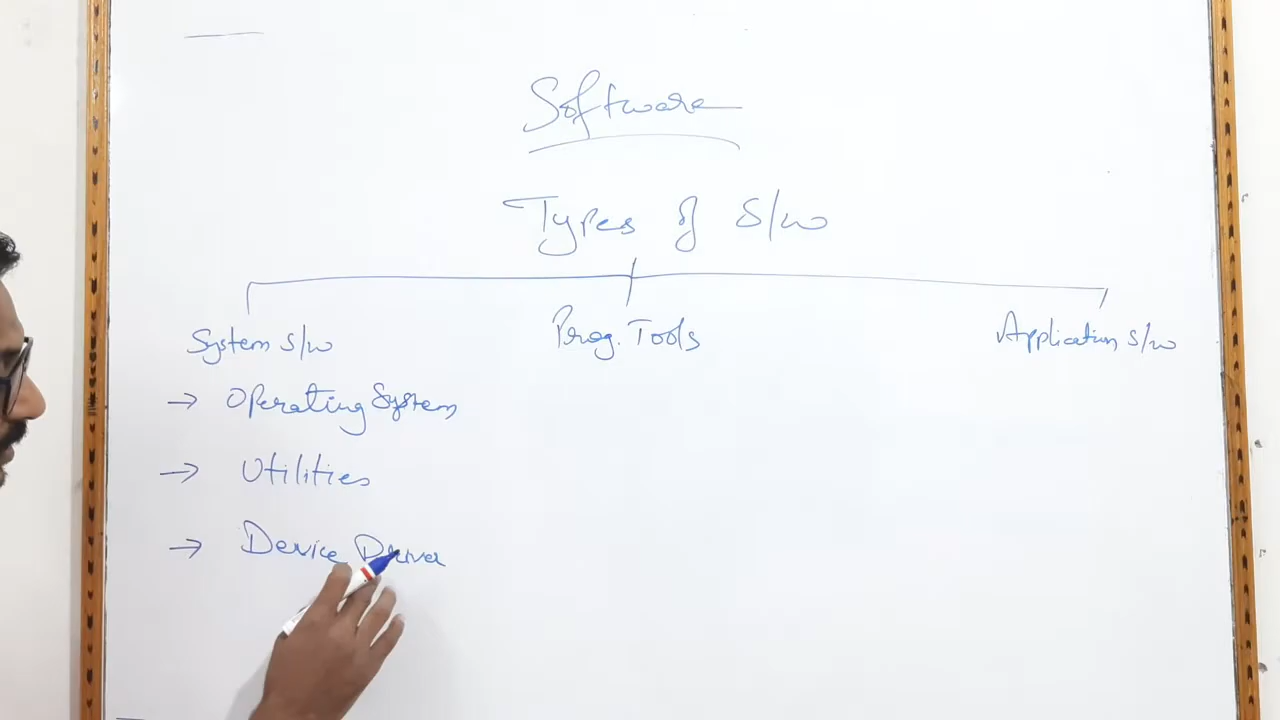 Software
Types of S/w
System S/w Prog. Tools Application S/w
→ Operating System
→ Utilities
→ Device Driver